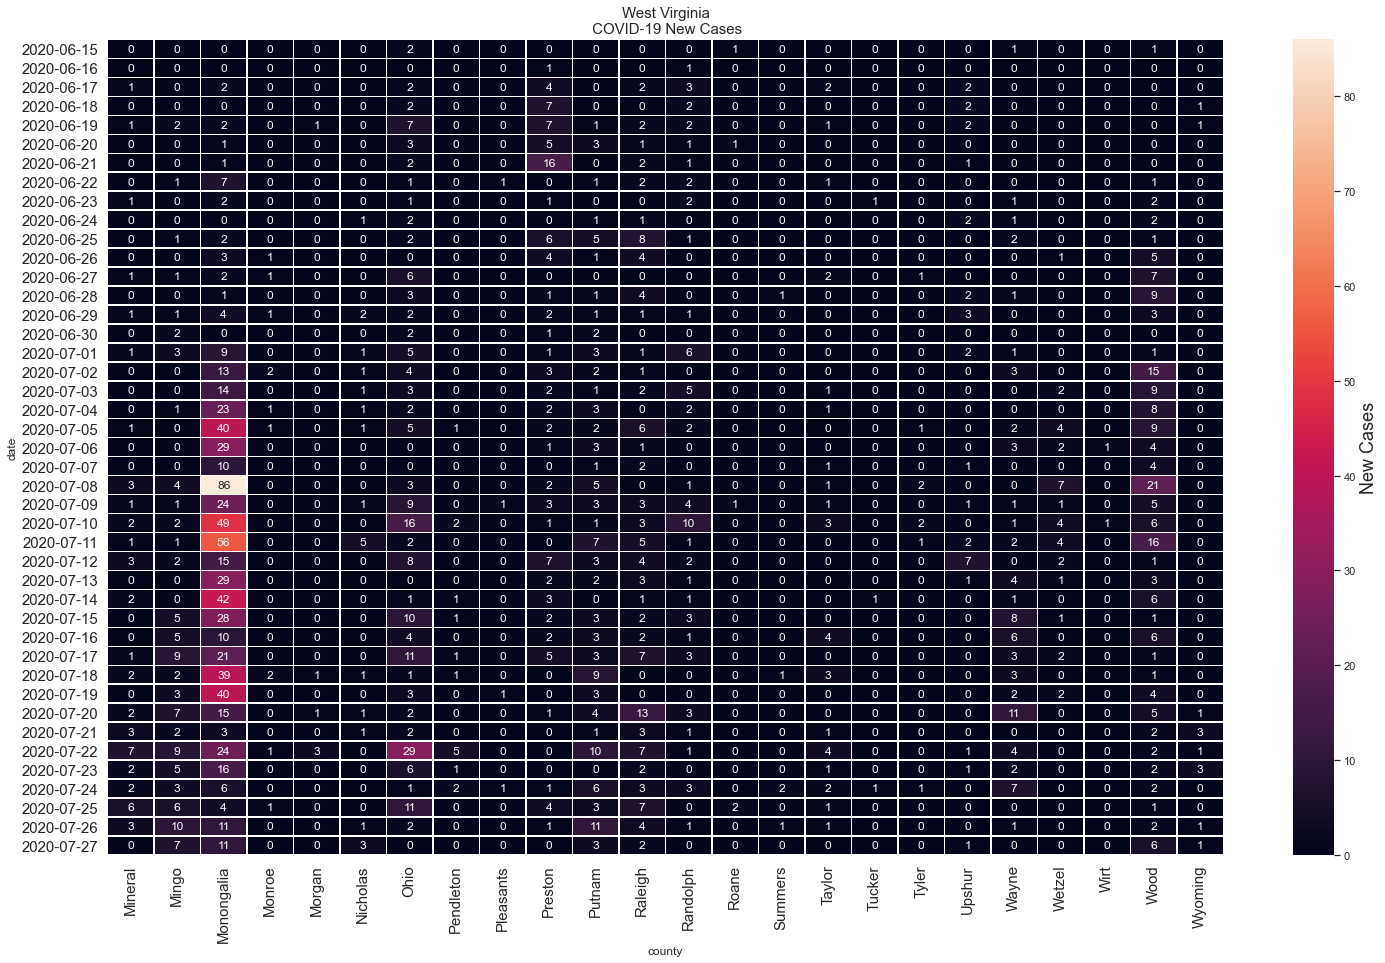 West Virginia
COVID-19 New Cases
2020-06-15 0 0 0 0 0 0 2 0 0 0 0 0 0 1 0 0 0 0 0 1 0 0 1 0
2020-06-16 0 0 0 0 0 0 0 0 0 1 0 0 1 0 0 0 0 0 0 0 0 0 0 0
2020-06-17 1 0 2 0 0 0 2 0 0 4 0 2 3 0 0 2 0 0 2 0 0 0 0 0
2020-06-18 0 0 0 0 0 0 2 0 0 7 0 0 2 0 0 0 0 0 2 0 0 0 0 1
2020-06-19 1 2 2 0 1 0 7 0 0 7 1 2 2 0 0 1 0 0 2 0 0 0 0 1
2020-06-20 0 0 1 0 0 0 3 0 0 5 3 1 1 1 0 0 0 0 0 0 0 0 0 0
2020-06-21 0 0 1 0 0 0 2 0 0 16 0 2 1 0 0 0 0 0 1 0 0 0 0 0
2020-06-22 0 1 7 0 0 0 1 0 1 0 1 2 2 0 0 1 0 0 0 0 0 0 1 0
2020-06-23 1 0 2 0 0 0 1 0 0 1 0 0 2 0 0 0 1 0 0 1 0 0 2 0
2020-06-24 0 0 0 0 0 1 2 0 0 0 1 1 0 0 0 0 0 0 2 1 0 0 2 0
2020-06-25 0 1 2 0 0 0 2 0 0 6 5 8 1 0 0 0 0 0 0 2 0 0 1 0
2020-06-26 0 0 3 1 0 0 0 0 0 4 1 4 0 0 0 0 0 0 0 0 1 0 5 0
2020-06-27 1 1 2 1 0 0 6 0 0 0 0 0 0 0 0 2 0 1 0 0 0 0 7 0
2020-06-28 0 0 1 0 0 0 3 0 0 1 1 4 0 0 1 0 0 0 2 1 0 0 9 0
2020-06-29 1 1 4 1 0 2 2 0 0 2 1 1 1 0 0 0 0 0 3 0 0 0 3 0
2020-06-30 0 2 0 0 0 0 2 0 0 1 2 0 0 0 0 0 0 0 0 0 0 0 0 0
2020-07-01 1 3 9 0 0 1 5 0 0 1 3 1 6 0 0 0 0 0 2 1 0 0 1 0
2020-07-02 0 0 13 2 0 1 4 0 0 3 2 1 0 0 0 0 0 0 0 3 0 0 15 0
2020-07-03 0 0 14 0 0 1 3 0 0 2 1 2 5 0 0 1 0 0 0 0 2 0 9 0
2020-07-04 0 1 23 1 0 1 2 0 0 2 3 0 2 0 0 1 0 0 0 0 0 0 8 0
2020-07-05 1 0 40 1 0 1 5 1 0 2 2 6 2 0 0 0 0 1 0 2 4 0 9 0
2020-07-06 0 0 29 0 0 0 0 0 0 1 3 1 0 0 0 0 0 0 0 3 2 1 4 0
2020-07-07 0 0 10 0 0 0 0 0 0 0 1 2 0 0 0 1 0 0 1 0 0 0 4 0
2020-07-08 3 4 86 0 0 0 3 0 0 2 5 0 1 0 0 1 0 2 0 0 7 0 21 0
2020-07-09 1 1 24 0 0 1 9 0 1 3 3 3 4 1 0 1 0 0 1 1 1 0 5 0
2020-07-10 2 2 49 0 0 0 16 2 0 1 1 3 10 0 0 3 0 2 0 1 4 1 6 0
2020-07-11 1 1 56 0 0 5 2 0 0 0 7 5 1 0 0 0 0 1 2 2 4 0 16 0
2020-07-12 3 2 15 0 0 0 8 0 0 7 3 4 2 0 0 0 0 0 7 0 2 0 1 0
2020-07-13 0 0 29 0 0 0 0 0 0 2 2 3 1 0 0 0 0 0 1 4 1 0 3 0
2020-07-14 2 0 42 0 0 1 1 1 0 3 0 1 1 0 0 0 1 0 0 1 0 0 6 0
2020-07-15 0 5 28 0 0 0 10 1 0 2 3 2 3 0 0 0 0 0 0 8 1 0 1 0
2020-07-16 0 5 10 0 0 0 4 0 0 2 3 2 1 0 0 4 0 0 0 6 0 0 6 0
2020-07-17 1 9 21 0 0 0 11 1 0 5 3 7 3 0 0 0 0 0 0 3 2 0 1 0
2020-07-18 2 2 39 2 1 1 1 1 0 0 9 0 0 0 1 3 0 0 0 3 0 0 1 0
2020-07-19 0 3 40 0 0 0 3 0 1 0 3 0 0 0 0 0 0 0 0 2 2 0 4 0
2020-07-20 2 7 15 0 1 1 2 0 0 1 4 13 3 0 0 0 0 0 0 11 0 0 5 1
2020-07-21 3 2 3 0 0 1 2 0 0 0 1 3 1 0 0 1 0 0 0 0 0 0 2 3
2020-07-22 7 9 24 1 3 0 29 5 0 0 10 7 1 0 0 4 0 0 1 4 0 0 2 1
2020-07-23 2 5 16 0 0 0 6 1 0 0 0 2 0 0 0 1 0 0 1 2 0 0 2 3
2020-07-24 2 3 6 0 0 0 1 2 1 1 6 3 3 0 2 2 1 1 0 7 0 0 2 0
2020-07-25 6 6 4 1 0 0 11 0 0 4 3 7 0 2 0 0 0 0 0 0 0 0 1 0
2020-07-26 3 10 11 0 0 1 2 0 0 1 11 4 1 0 1 1 0 0 0 1 0 0 2 1
2020-07-27 0 7 11 0 0 3 0 0 0 0 3 2 0 0 0 0 0 0 1 0 0 0 6 1
date
Mineral Mingo Monongalia Monroe Morgan Nicholas Ohio Pendleton Pleasants Preston Putnam Raleigh Randolph Roane Summers Taylor Tucker Tyler Upshur Wayne Wetzel Wirt Wood Wyoming
county
80
70
60
50
40
30
20
10
0
New Cases